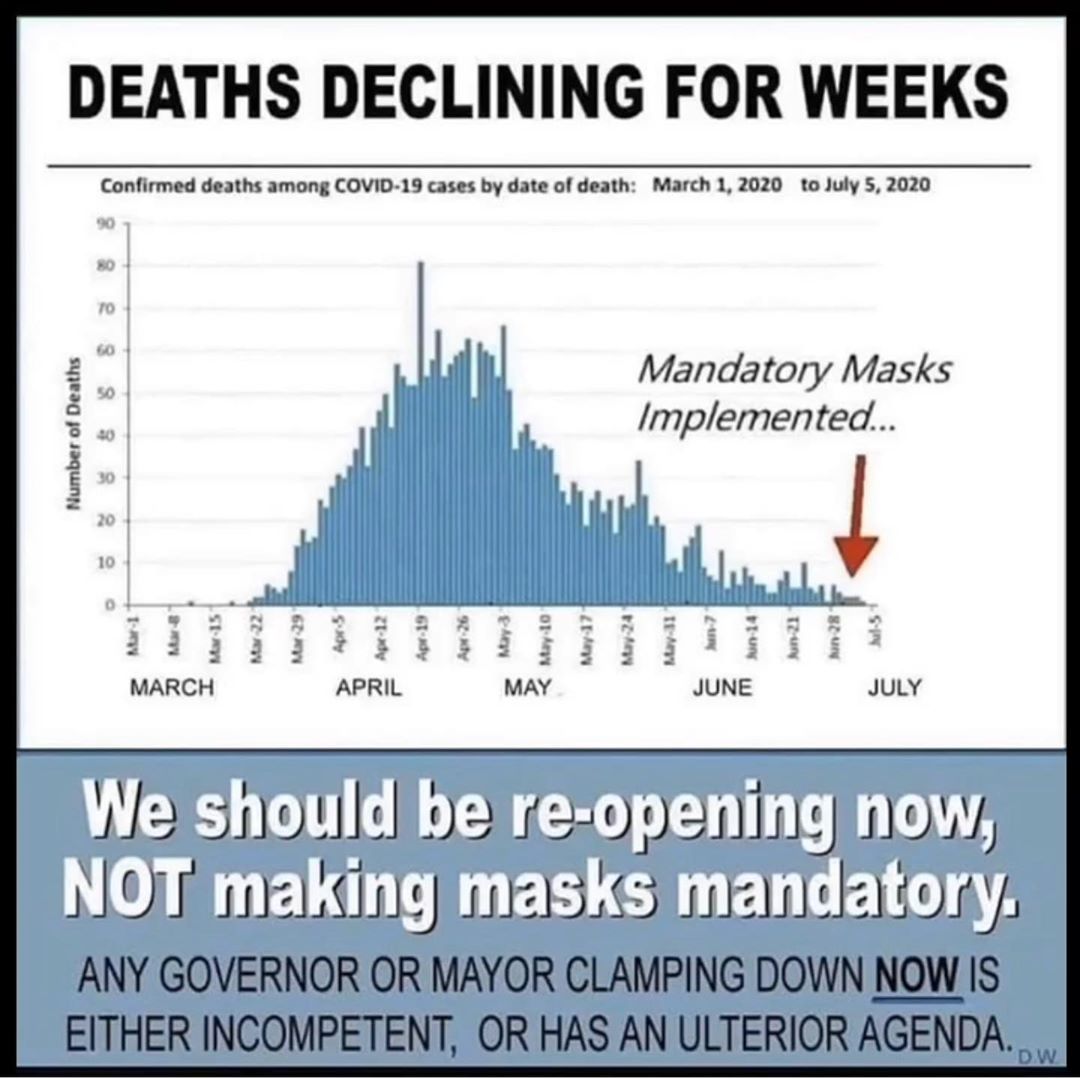 DEATHS DECLINING FOR WEEKS
Confirmed deaths among COVID-19 cases by date of death: March 1, 2020 to July 5, 2020
90
80
70
60
50
40
30
20
10
0
Number of Deaths
Mandatory Masks
Implemented...
Mar-1 Mar-8 Mar-15 Mar-22 Mar-29 Apr-5 Apr-12 Apr-19 Apr-26 May-3 May-10 May-17 May-24 May-31 Jun-7 Jun-14 Jun-21 Jun-28 Jul-5
MARCH APRIL MAY JUNE JULY
We should be re-opening now,
NOT making masks mandatory.
ANY GOVERNOR OR MAYOR CLAMPING DOWN NOW IS
EITHER INCOMPETENT, OR HAS AN ULTERIOR AGENDA.
D.W.